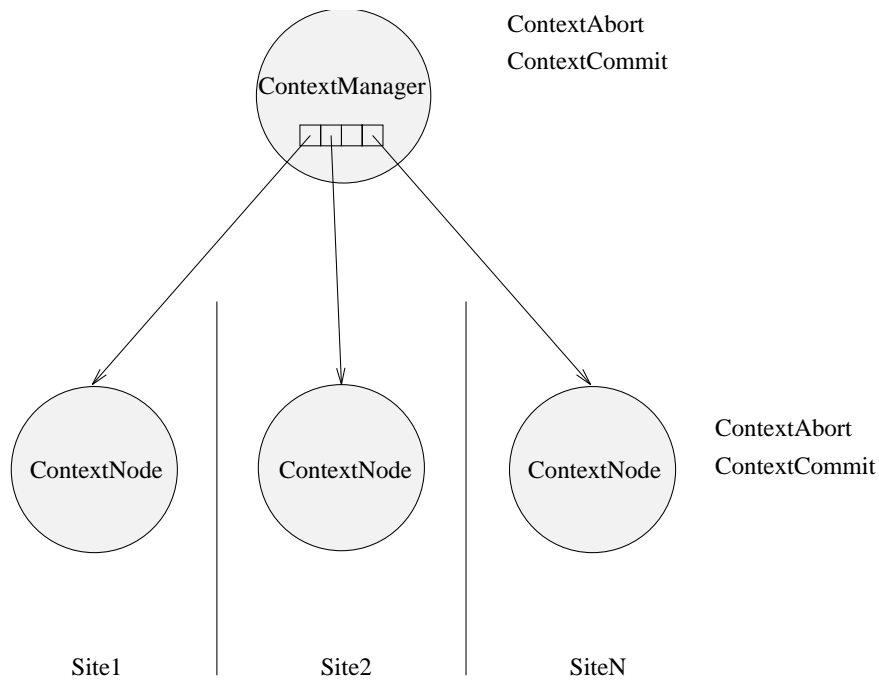 ContextAbort
ContextCommit
ContextManager
ContextNode
ContextNode
ContextNode
ContextAbort
ContextCommit
Site1
Site2
SiteN